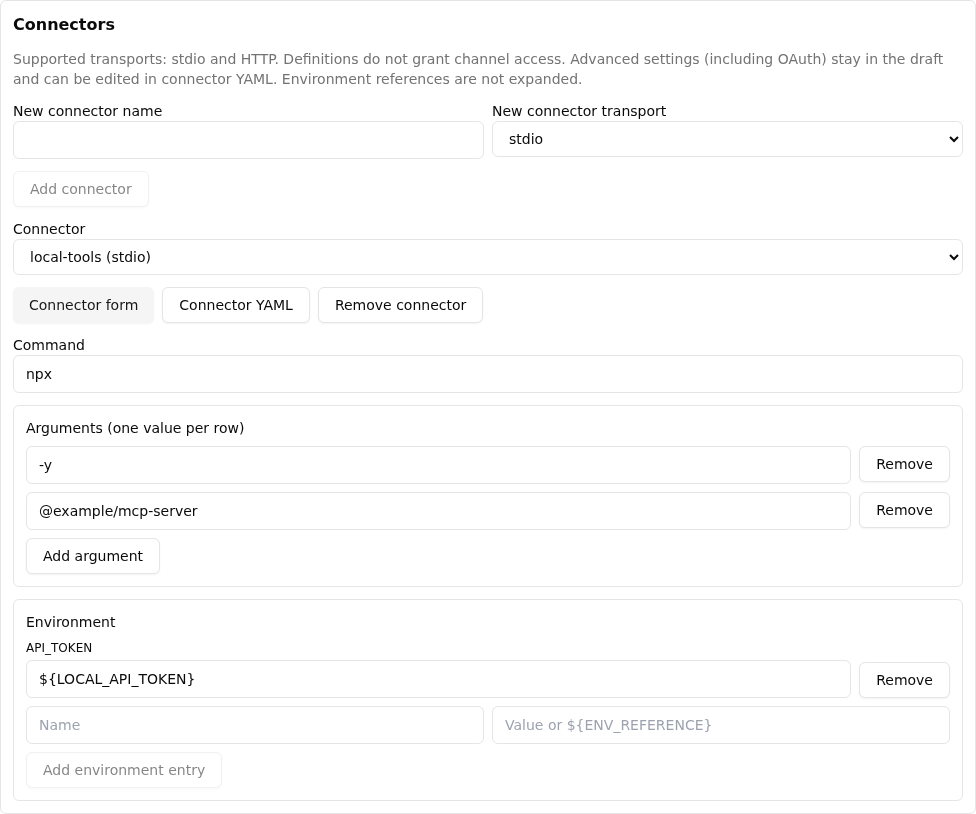 Connectors
Supported transports: stdio and HTTP. Definitions do not grant channel access. Advanced settings (including OAuth) stay in the draft
and can be edited in connector YAML. Environment references are not expanded.
New connector name
New connector transport
stdio
Add connector
Connector
local-tools (stdio)
Connector form
Connector YAML
Remove connector
Command
npx
Arguments (one value per row)
-y
Remove
@example/mcp-server
Remove
Add argument
Environment
API_TOKEN
${LOCAL_API_TOKEN}
Remove
Name
Value or ${ENV_REFERENCE}
Add environment entry